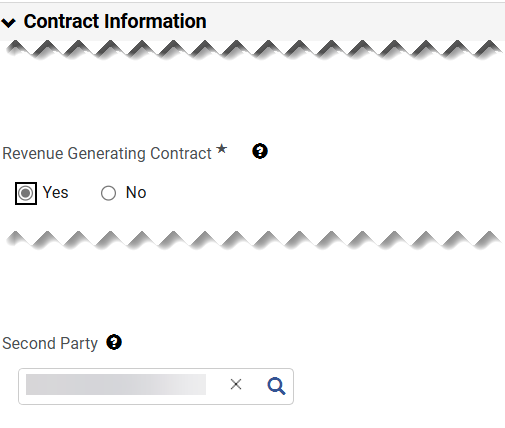 Contract Information
Revenue Generating Contract ★ ?
Yes No
Second Party ?